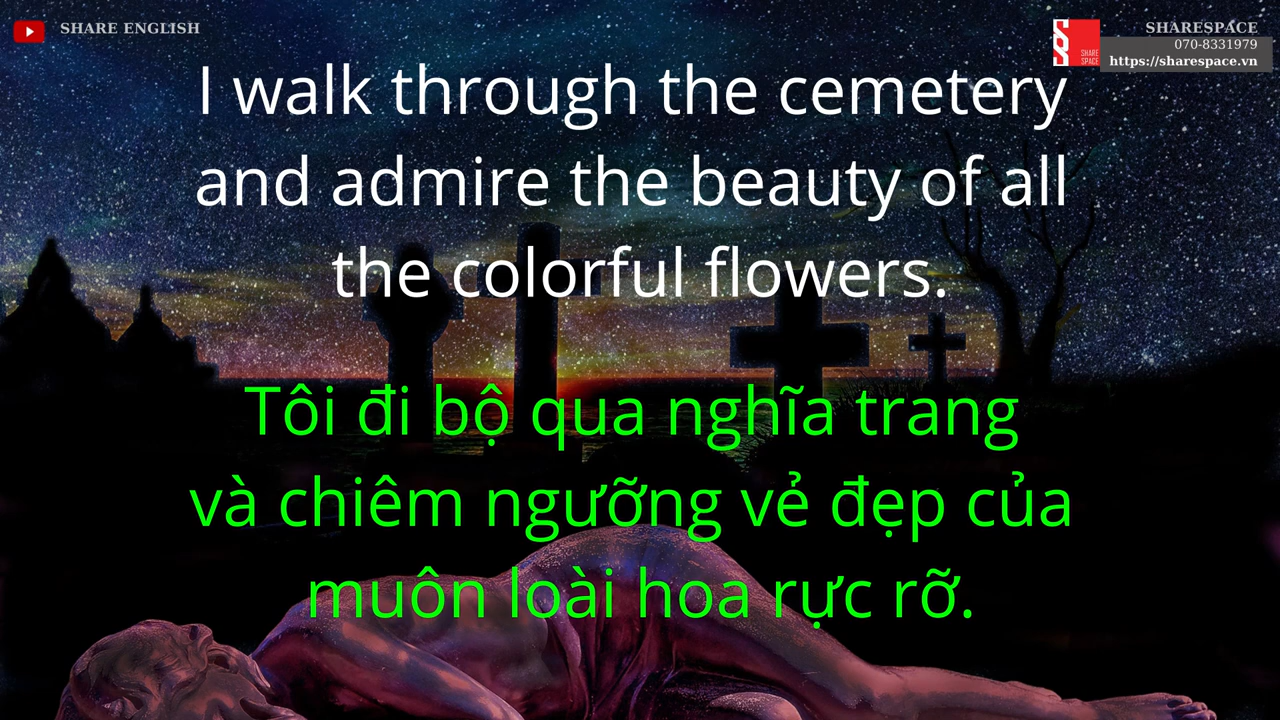 SHARE ENGLISH
SHARESPACE
070-8331979
https://sharespace.vn
SHARE
SPACE
I walk through the cemetery
and admire the beauty of all
the colorful flowers.
Tôi đi bộ qua nghĩa trang
và chiêm ngưỡng vẻ đẹp của
muôn loài hoa rực rỡ.